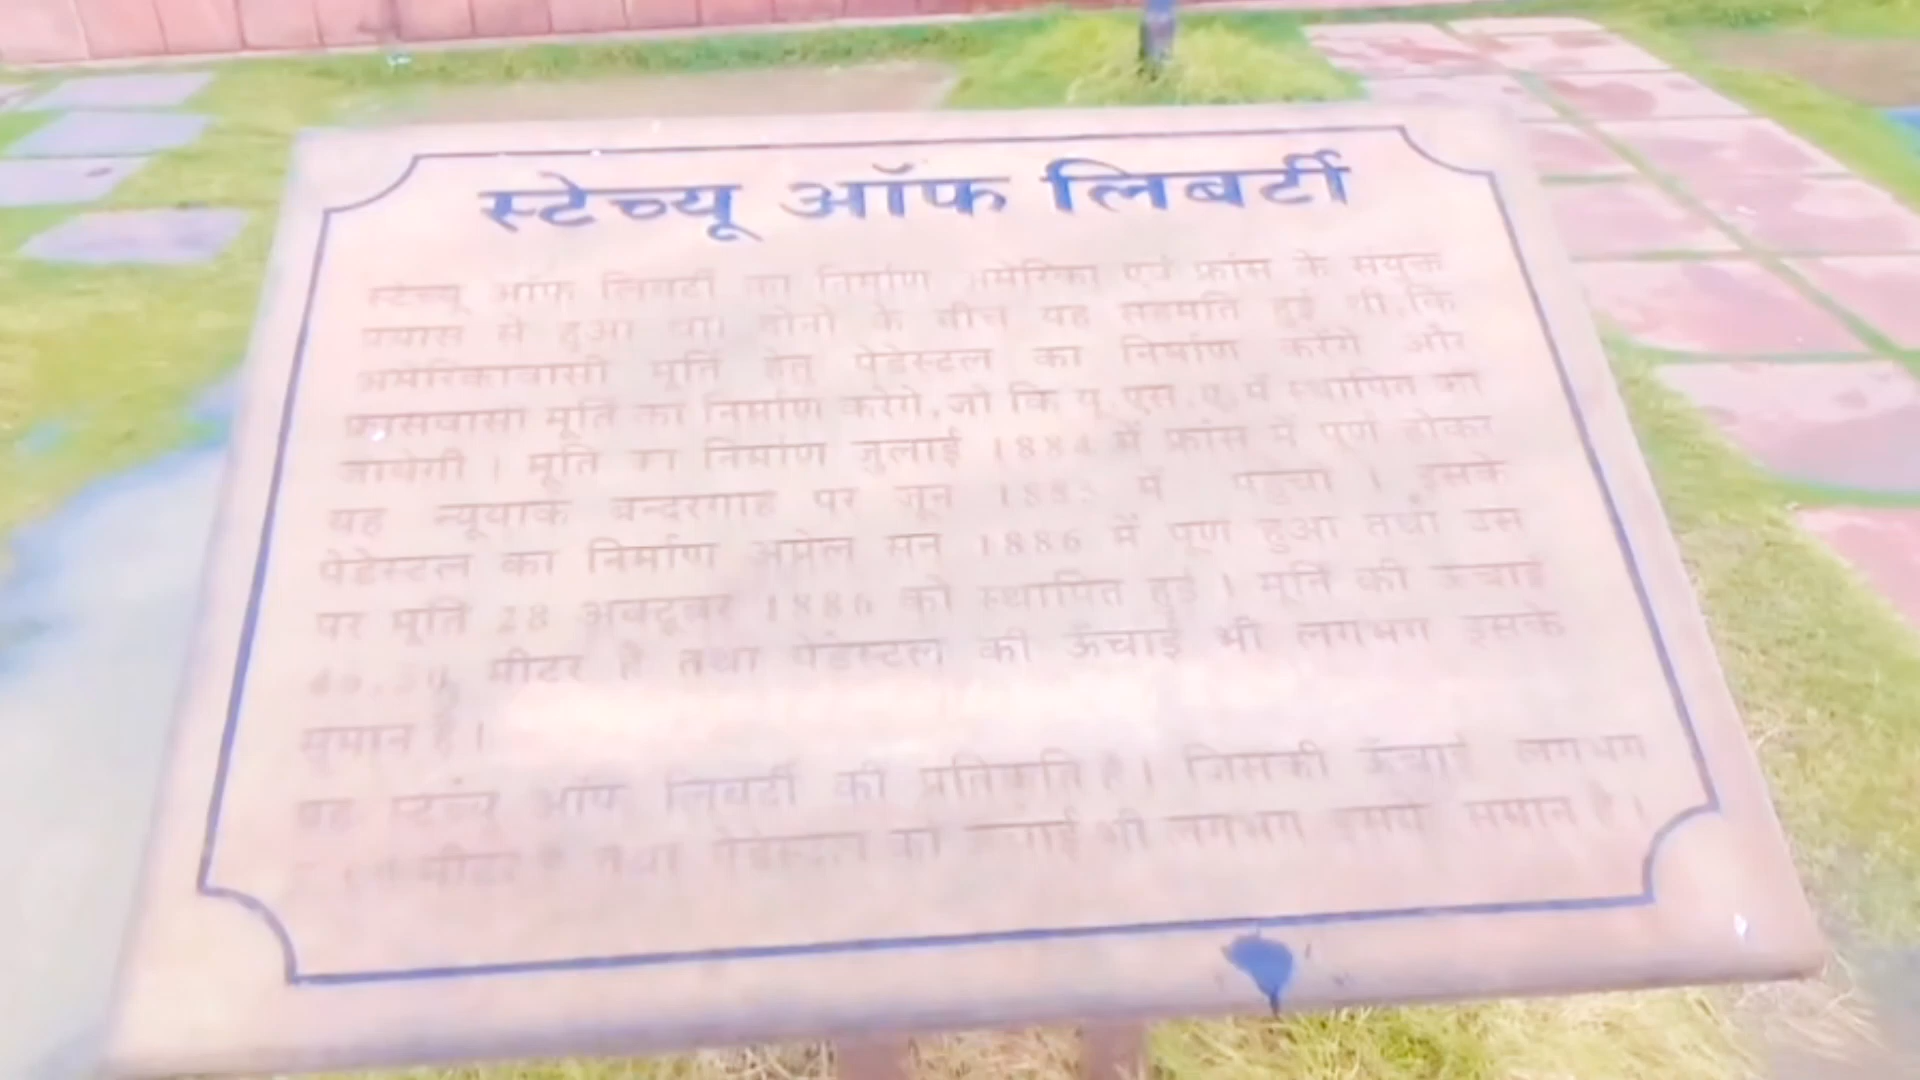 स्टेच्यू ऑफ लिबर्टी
स्टेच्यू ऑफ लिबर्टी का निर्माण अमेरिका एवं फ्रांस के संयुक्त
प्रयास से हुआ था। दोनो के बीच यह सहमति हुई थी, कि
अमेरिकावासी मूर्ति हेतु पेडेस्टल का निर्माण करेंगे और
फ्रांसवासी मूर्ति का निर्माण करेंगे, जो कि यू.एस.ए. में स्थापित की
जायेगी । मूर्ति का निर्माण जुलाई 1884 में फ्रांस में पूर्ण होकर
यह न्यूयार्क बन्दरगाह पर जून 1885 में पहुंचा । इसके
पेडेस्टल का निर्माण अप्रेल सन 1886 में पूर्ण हुआ तथा उस
पर मूर्ति 28 अक्टूबर 1886 को स्थापित हुई । मूर्ति की ऊंचाई
मीटर है तथा पेडेस्टल की ऊँचाई भी लगभग इसके
समान है ।
यह स्टेच्यू ऑफ लिबर्टी की प्रतिकृति है । जिसकी ऊंचाई लगभग
मीटर है तथा पेडेस्टल की ऊंचाई भी लगभग इसके समान है ।